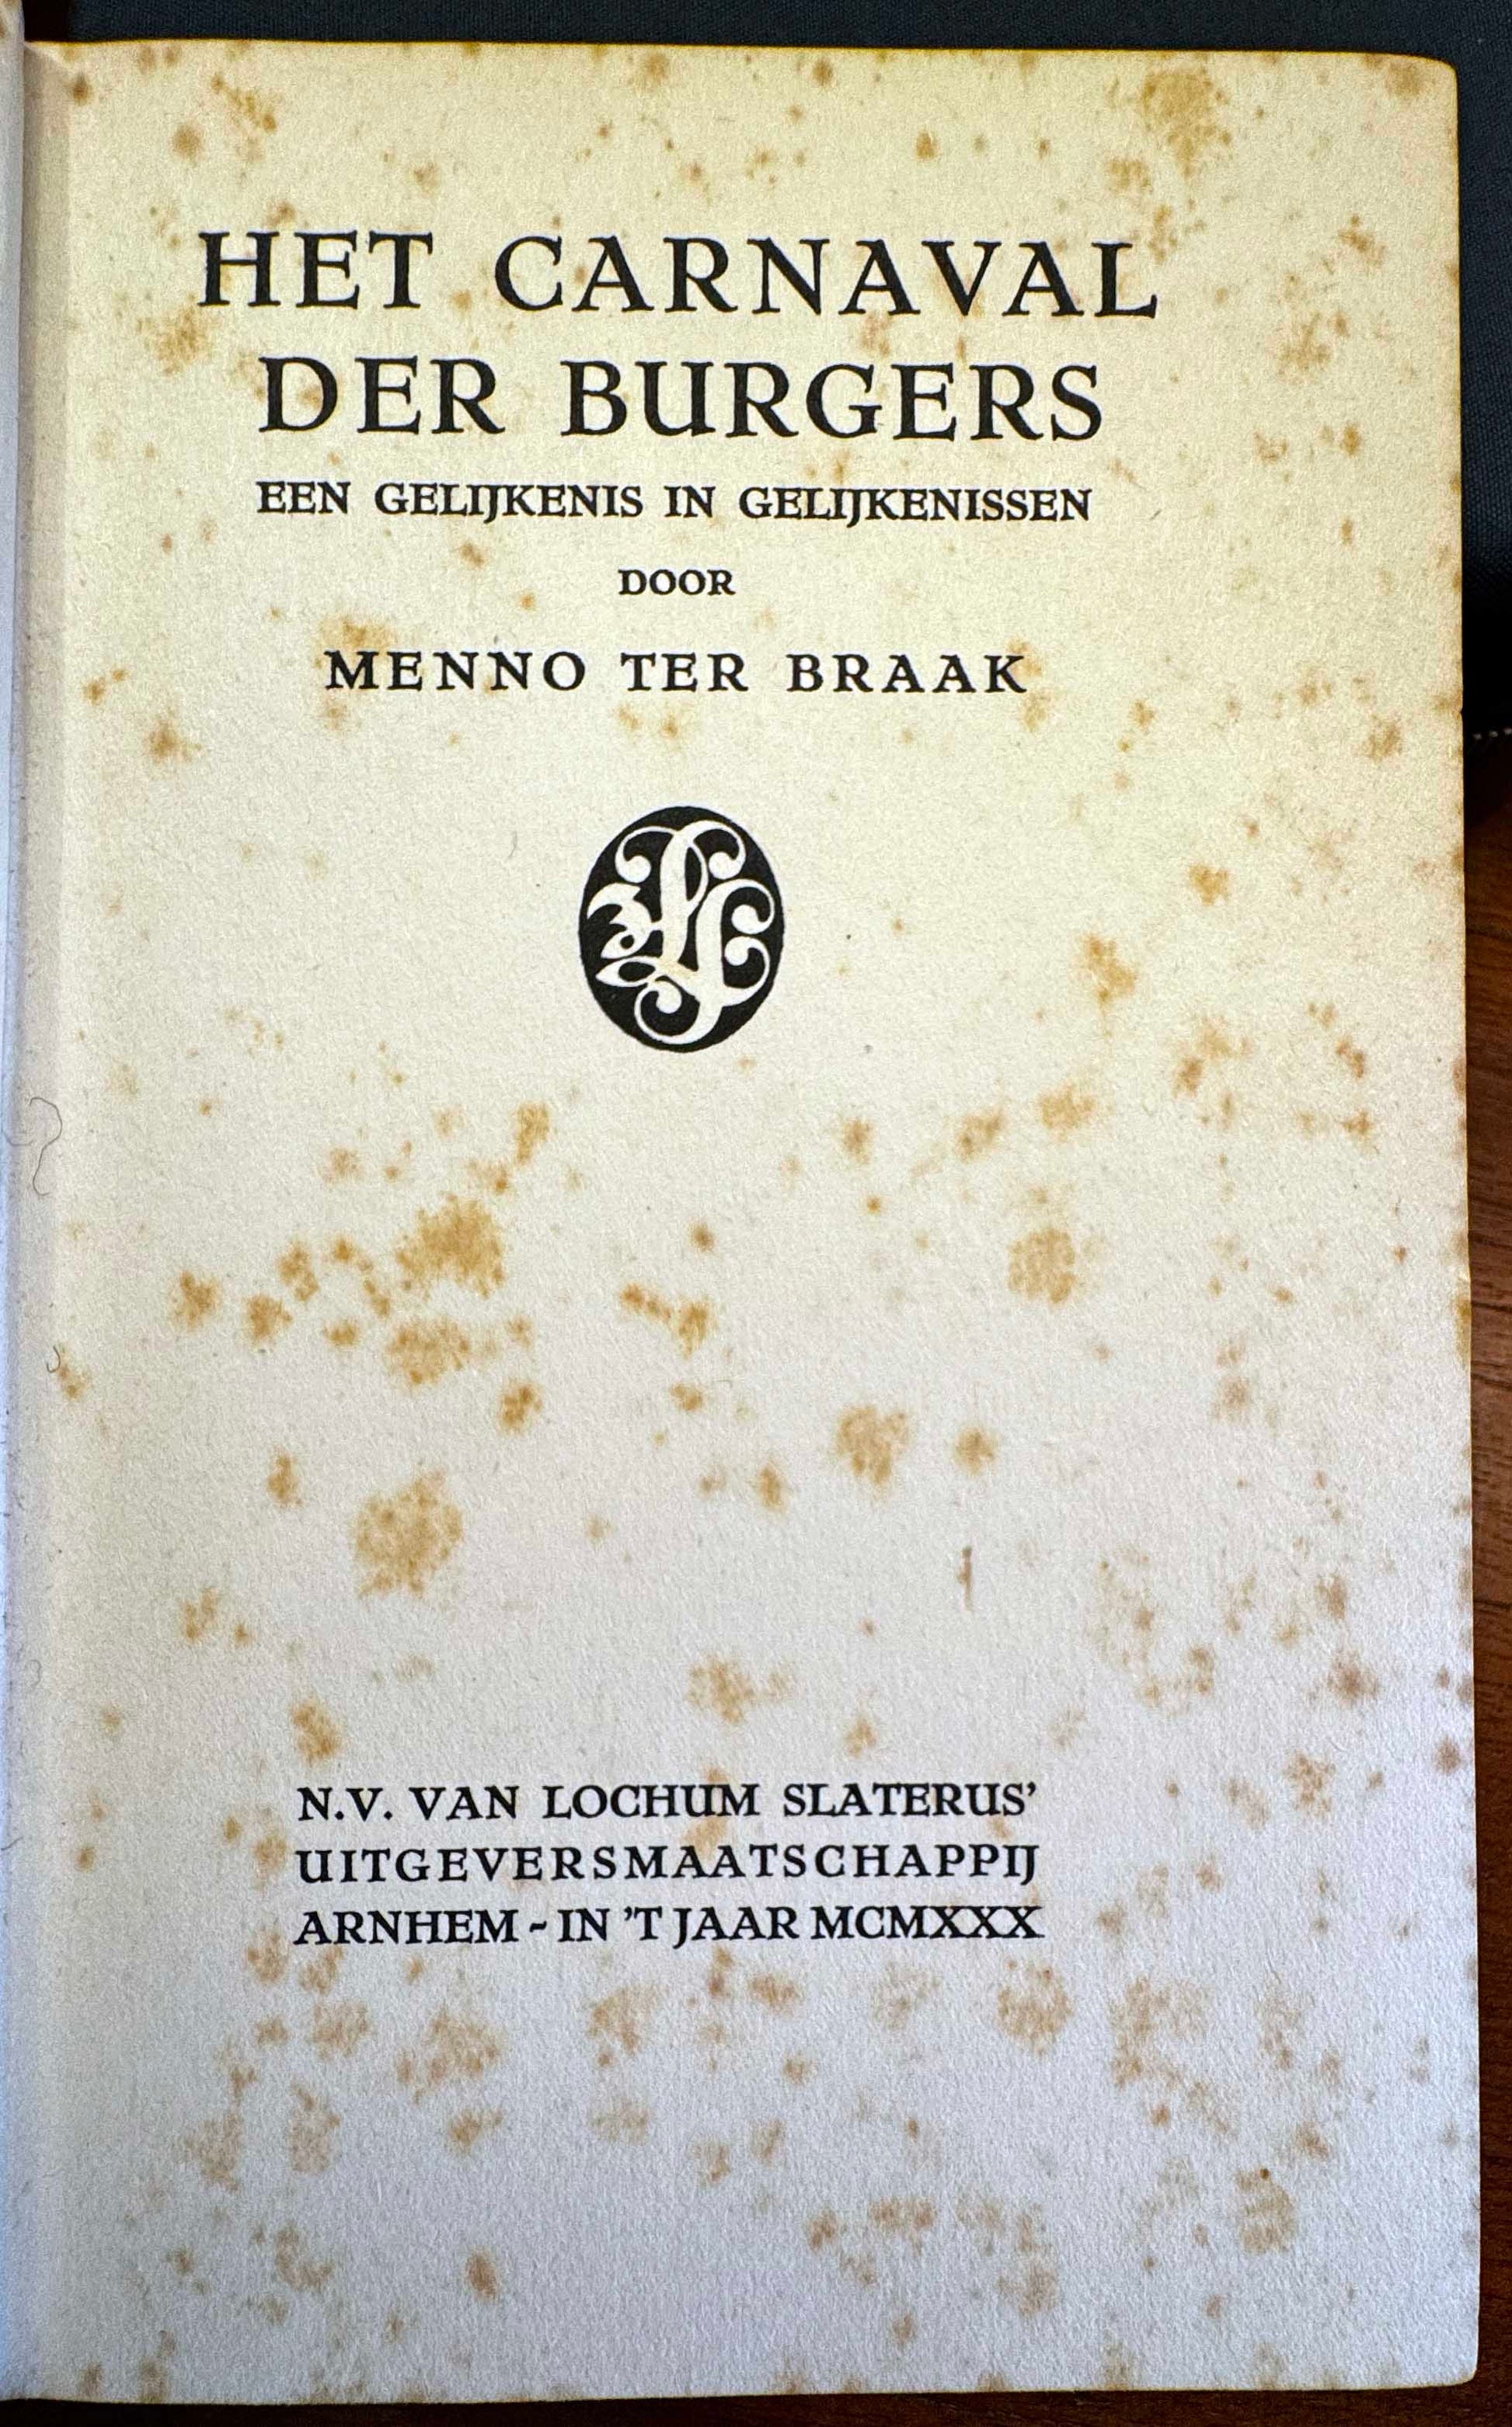 HET CARNAVAL
DER BURGERS
EEN GELIJKENIS IN GELIJKENISSEN
DOOR
MENNO TER BRAAK
LS
N.V. VAN LOCHUM SLATERUS’
UITGEVERSMAATSCHAPPIJ
ARNHEM ~ IN ’T JAAR MCMXXX